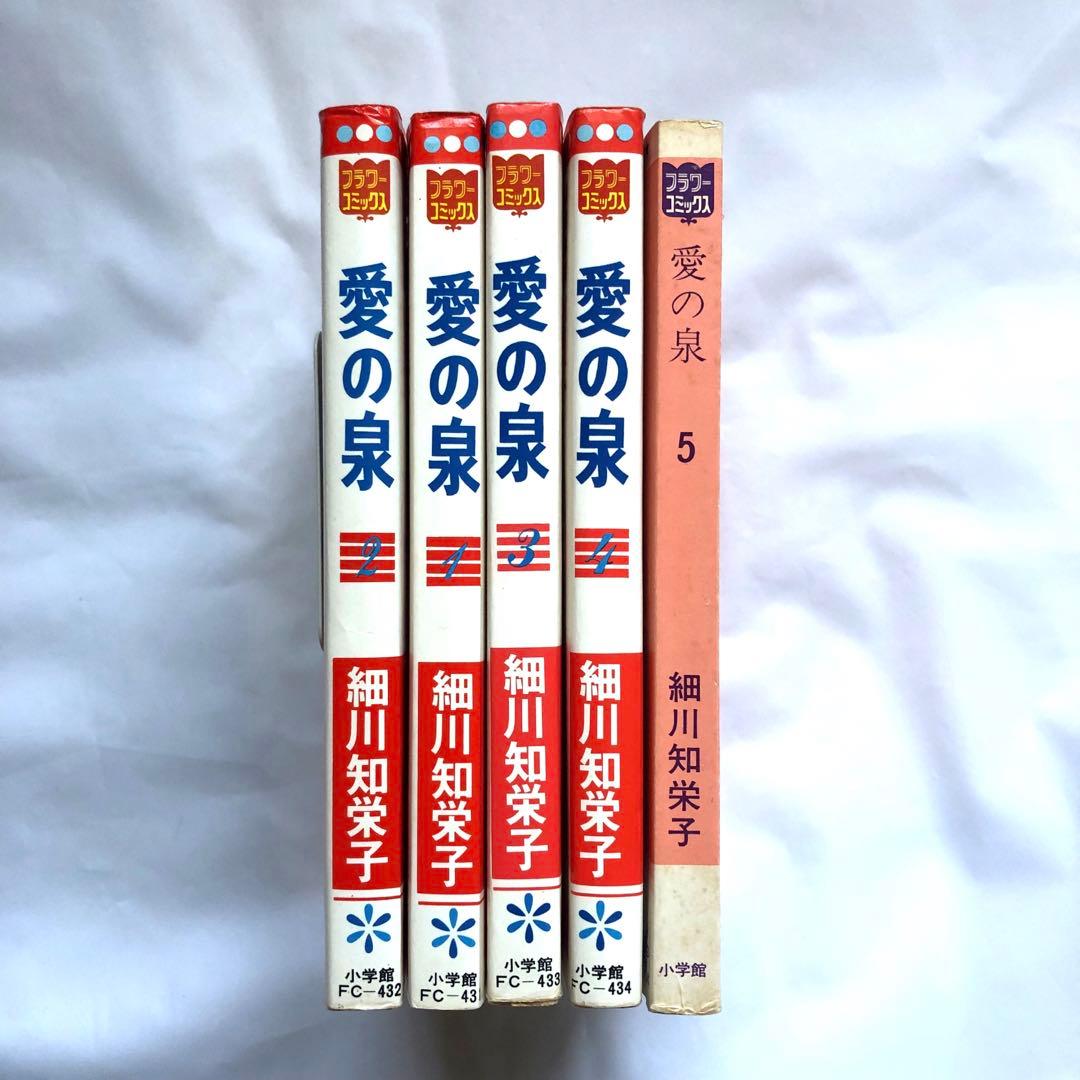 フラワー
コミックス
愛の泉
2
細川知栄子
小学館
FC-432
フラワー
コミックス
愛の泉
1
細川知栄子
小学館
FC-43
フラワー
コミックス
愛の泉
3
細川知栄子
小学館
FC-433
フラワー
コミックス
愛の泉
4
細川知栄子
小学館
FC-434
フラワー
コミックス
愛の泉
5
細川知栄子
小学館